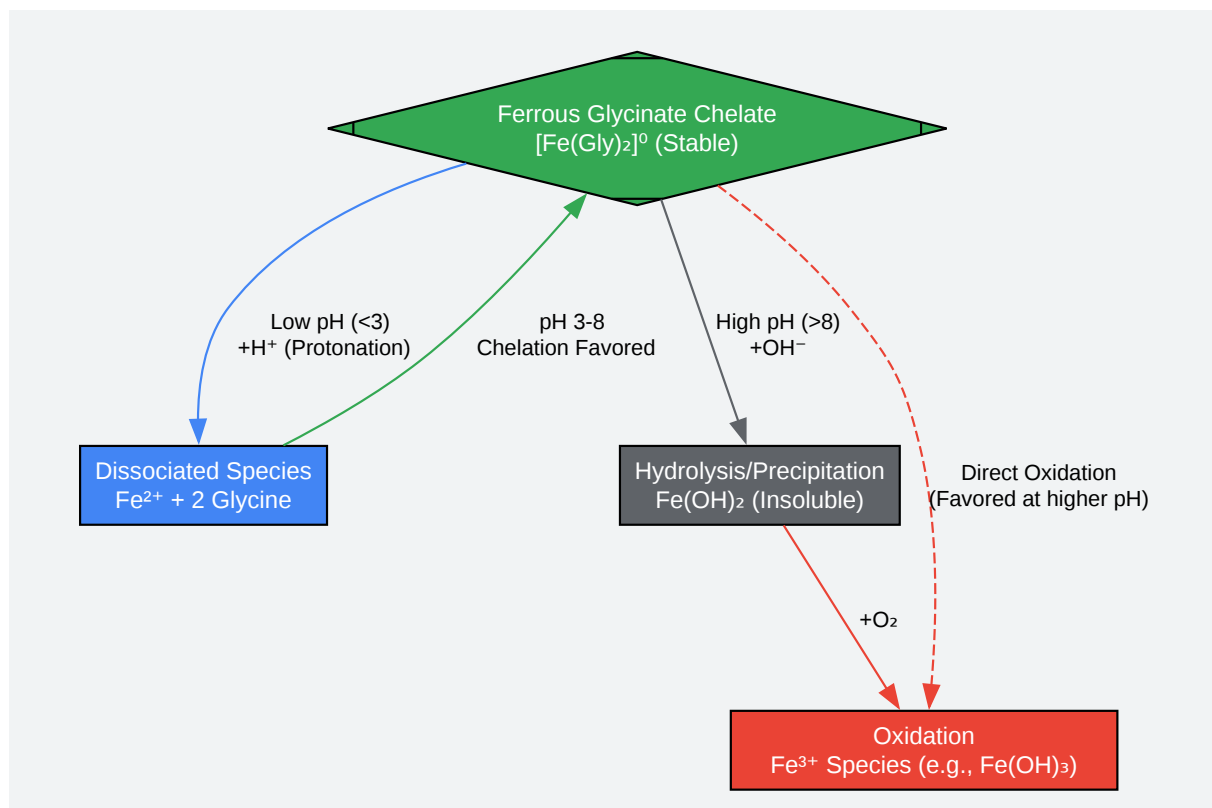 Ferrous Glycinate Chelate
[Fe(Gly)₂]⁰ (Stable)
Low pH (<3)
+H⁺ (Protonation)
pH 3-8
Chelation Favored
High pH (>8)
+OH⁻
Dissociated Species
Fe²⁺ + 2 Glycine
Hydrolysis/Precipitation
Fe(OH)₂ (Insoluble)
Direct Oxidation
(Favored at higher pH)
+O₂
Oxidation
Fe³⁺ Species (e.g., Fe(OH)₃)